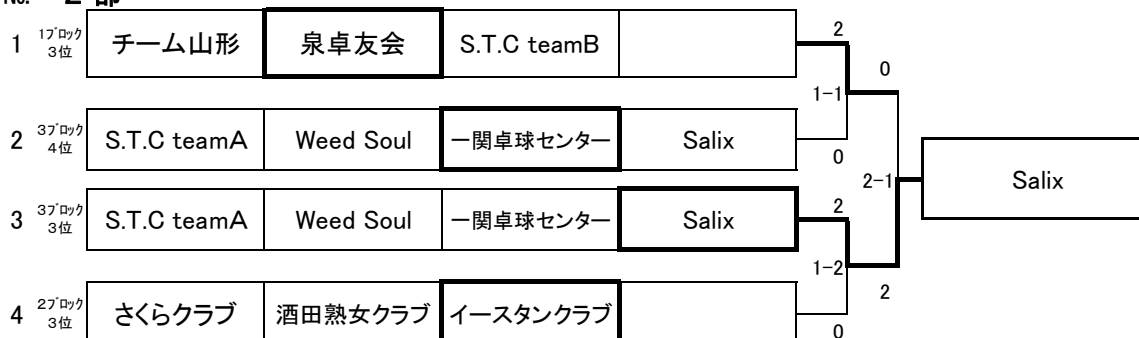 No. 2 部
1 1ブロック 3位 チーム山形 泉卓友会 S.T.C teamB
2
0
1-1
2 3ブロック 4位 S.T.C teamA Weed Soul 一関卓球センター Salix
0
2-1
Salix
3 3ブロック 3位 S.T.C teamA Weed Soul 一関卓球センター Salix
2
1-2
2
4 2ブロック 3位 さくらクラブ 酒田熟女クラブ イースタンクラブ
0